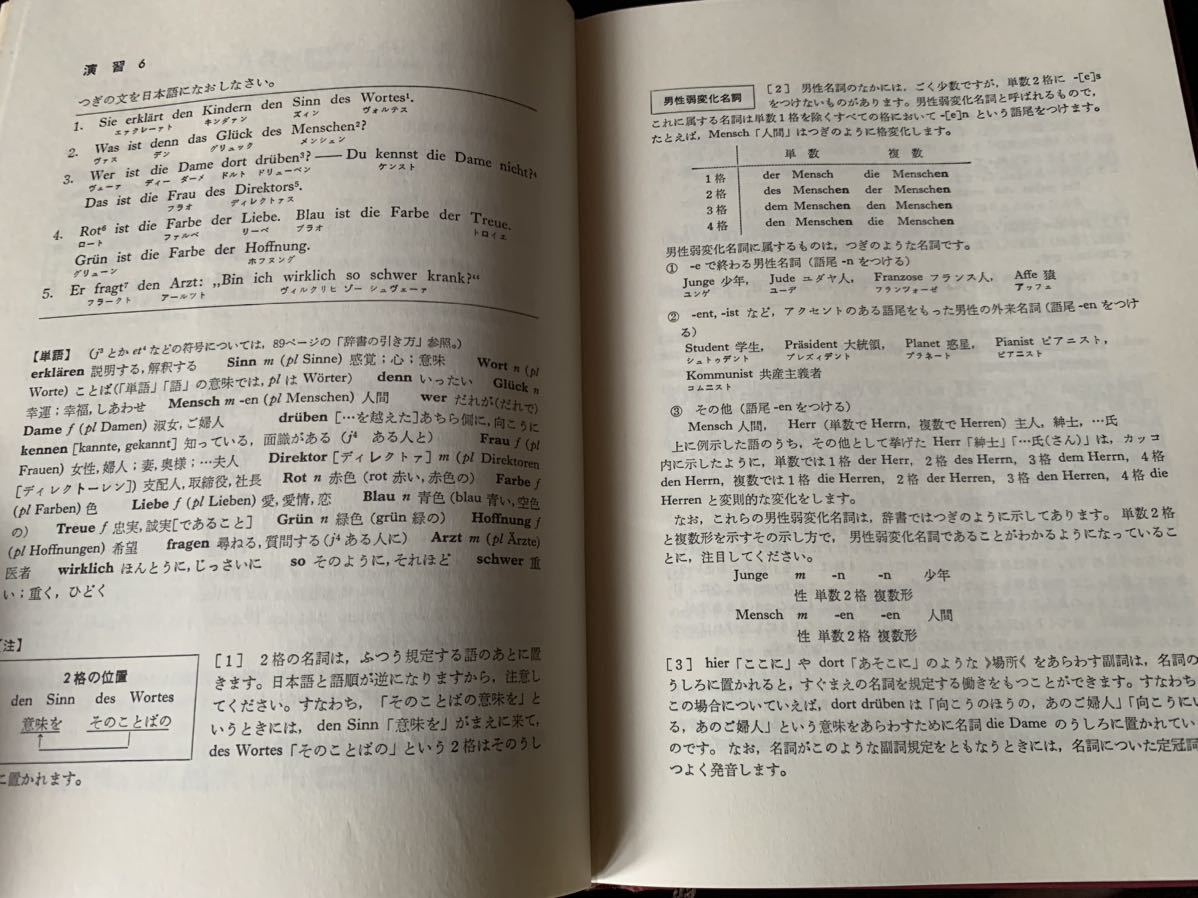 演習 6
つぎの文を日本語になおしなさい。
1. Sie erklärt den Kindern den Sinn des Wortes¹.
エァクレーァト キンダァン ズィン ヴォルテス
2. Was ist denn das Glück des Menschen²?
ヴァス デン グリュック メンシェン
3. Wer ist die Dame dort drüben³? —— Du kennst die Dame nicht?⁴
ヴェーァ ディー ダーメ ドルト ドリューベン ケンスト
Das ist die Frau des Direktors⁵.
フラオ ディレクトァス
4. Rot⁶ ist die Farbe der Liebe. Blau ist die Farbe der Treue.
ロート ファルベ リーベ ブラオ トロイエ
Grün ist die Farbe der Hoffnung.
グリューン ホフヌング
5. Er fragt⁷ den Arzt: „Bin ich wirklich so schwer krank?“
フラークト アールツト ヴィルクリヒ ゾー シュヴェーァ
【単語】 (j³ とか et⁴ などの符号については, 89ページの「辞書の引き方」参照。)
erklären 説明する, 解釈する Sinn m (pl Sinne) 感覚; 心; 意味 Wort n (pl
Worte) ことば(「単語」「語」の意味では, pl は Wörter) denn いったい Glück n
幸運; 幸福, しあわせ Mensch m -en (pl Menschen) 人間 wer だれが(だれで)
Dame f (pl Damen) 淑女, ご婦人 drüben […を越えた]あちら側に, 向こうに
kennen [kannte, gekannt] 知っている, 面識がある (j⁴ ある人と) Frau f (pl
Frauen) 女性, 婦人; 妻, 奥様; …夫人 Direktor [ディレクトァ] m (pl Direktoren
[ディレクトーレン]) 支配人, 取締役, 社長 Rot n 赤色 (rot 赤い, 赤色の) Farbe f
(pl Farben) 色 Liebe f (pl Lieben) 愛, 愛情, 恋 Blau n 青色 (blau 青い, 空色
の) Treue f 忠実, 誠実[であること] Grün n 緑色 (grün 緑の) Hoffnung f
(pl Hoffnungen) 希望 fragen 尋ねる, 質問する (j⁴ ある人に) Arzt m (pl Ärzte)
医者 wirklich ほんとうに, じっさいに so そのように, それほど schwer 重
い; 重く, ひどく
【注】
2格の位置
den Sinn des Wortes
意味を そのことばの
[1] 2格の名詞は, ふつう規定する語のあとに置
きます。日本語と語順が逆になりますから, 注意し
てください。すなわち, 「そのことばの意味を」と
いうときには, den Sinn 「意味を」がまえに来て,
des Wortes 「そのことばの」という2格はそのうし
に置かれます。
男性弱変化名詞
[2] 男性名詞のなかには, ごく少数ですが, 単数2格に -[e]s
をつけないものがあります。男性弱変化名詞と呼ばれるもので,
これに属する名詞は単数1格を除くすべての格において -[e]n という語尾をつけます。
たとえば, Mensch「人間」はつぎのように格変化します。
単数 複数
1格 der Mensch die Menschen
2格 des Menschen der Menschen
3格 dem Menschen den Menschen
4格 den Menschen die Menschen
男性弱変化名詞に属するものは, つぎのような名詞です。
① -e で終わる男性名詞 (語尾 -n をつける)
Junge 少年, Jude ユダヤ人, Franzose フランス人, Affe 猿
ユンゲ ユーデ フランツォーゼ アッフェ
② -ent, -ist など, アクセントのある語尾をもった男性の外来名詞 (語尾 -en をつけ
る)
Student 学生, Präsident 大統領, Planet 惑星, Pianist ピアニスト,
シュトゥデント プレズィデント プラネート ピアニスト
Kommunist 共産主義者
コムニスト
③ その他 (語尾 -en をつける)
Mensch 人間, Herr (単数で Herrn, 複数で Herren) 主人, 紳士, …氏
上に例示した語のうち, その他として挙げた Herr「紳士」「…氏(さん)」は, カッコ
内に示したように, 単数では1格 der Herr, 2格 des Herrn, 3格 dem Herrn, 4格
den Herrn, 複数では1格 die Herren, 2格 der Herren, 3格 den Herren, 4格 die
Herren と変則的な変化をします。
なお, これらの男性弱変化名詞は, 辞書ではつぎのように示してあります。 単数2格
と複数形を示すその示し方で, 男性弱変化名詞であることがわかるようになっているこ
とに, 注目してください。
Junge m -n -n 少年
性 単数2格 複数形
Mensch m -en -en 人間
性 単数2格 複数形
[3] hier「ここに」や dort「あそこに」のような 》場所《 をあらわす副詞は, 名詞の
うしろに置かれると, すぐまえの名詞を規定する働きをもつことができます。すなわち
この場合についていえば, dort drüben は「向こうのほうの, あのご婦人」「向こうにい
る, あのご婦人」という意味をあらわすために名詞 die Dame のうしろに置かれてい
のです。 なお, 名詞がこのような副詞規定をともなうときには, 名詞についた定冠詞
つよく発音します。